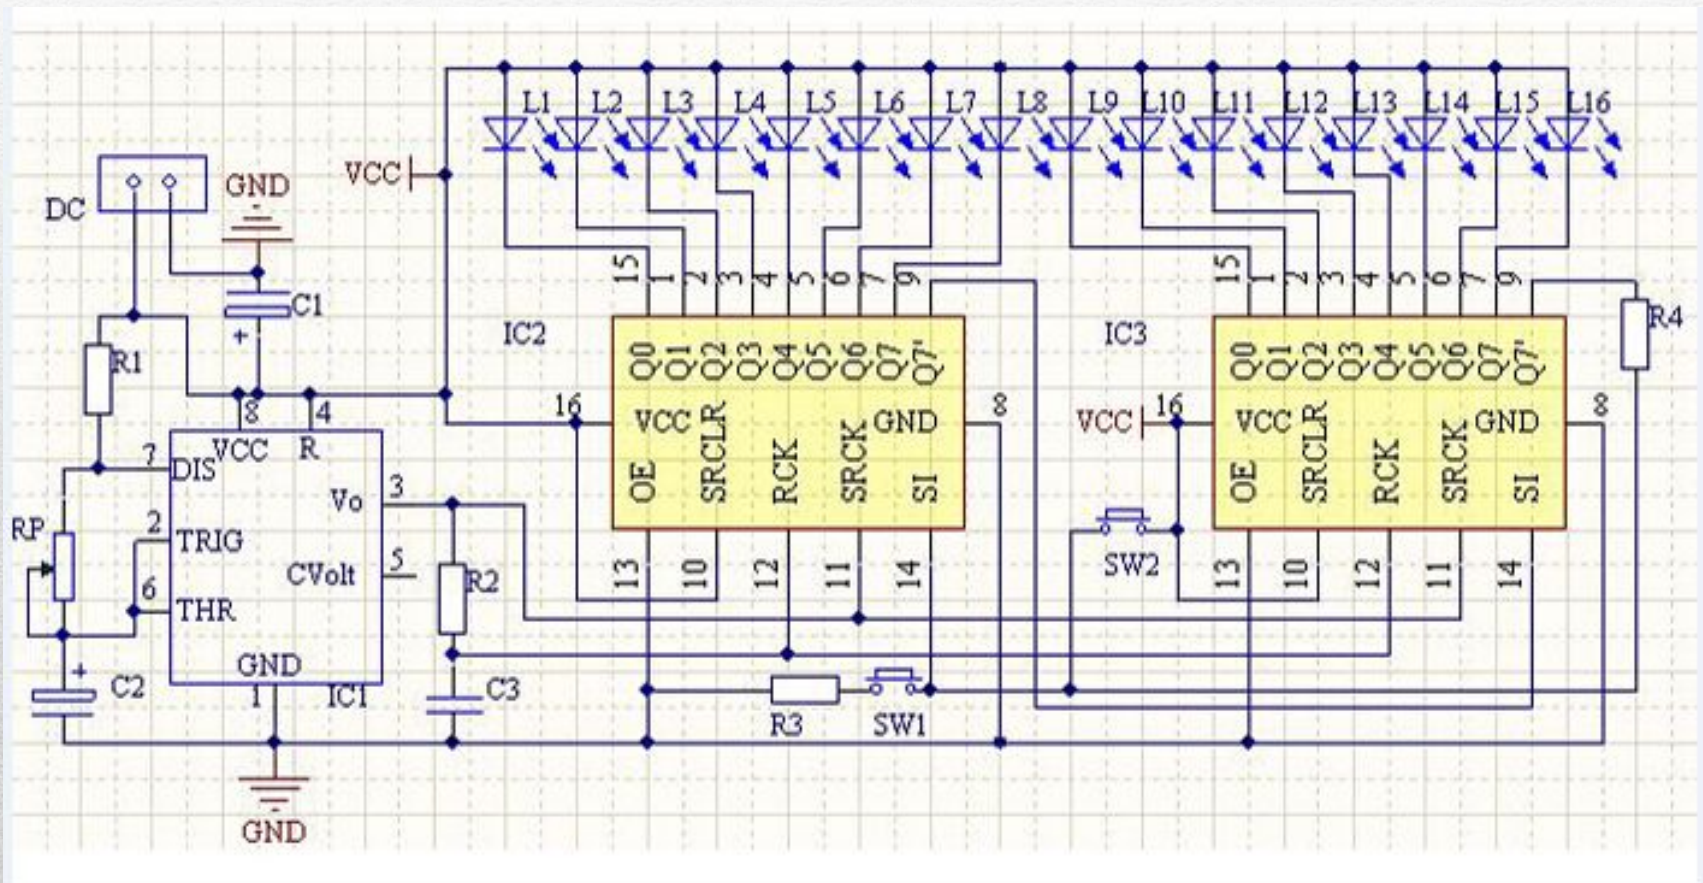 L1 L2 L3 L4 L5 L6 L7 L8 L9 L10 L11 L12 L13 L14 L15 L16
VCC
GND
DC
C1
+
R1
15 1 2 3 4 5 6 7 9
15 1 2 3 4 5 6 7 9
R4
IC2
IC3
Q0 Q1 Q2 Q3 Q4 Q5 Q6 Q7 Q7'
Q0 Q1 Q2 Q3 Q4 Q5 Q6 Q7 Q7'
8 4
16 VCC GND 8
VCC 16 VCC GND 8
VCC R
7 DIS
OE SRCLR RCK SRCK SI
OE SRCLR RCK SRCK SI
Vo 3
RP
2 TRIG
CVolt 5
R2
6 THR
13 10 12 11 14
SW2
13 10 12 11 14
GND
+
C2
1 IC1
C3
R3 SW1
GND